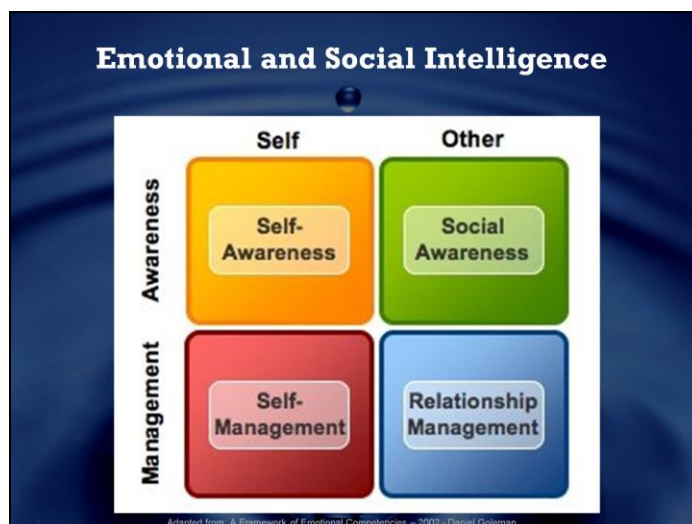 Emotional and Social Intelligence
Self
Other
Awareness
Self-
Awareness
Social
Awareness
Management
Self-
Management
Relationship
Management
Adapted from: A Framework of Emotional Competencies – 2002 - Daniel Goleman